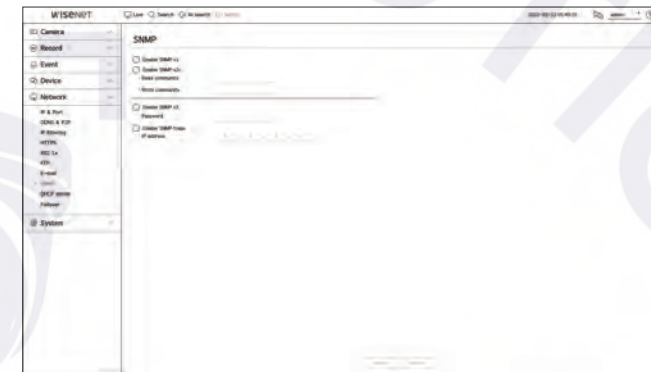 WISENET
Live Search AI search
admin
Camera
Record
Event
Device
Network
IP & Port
DDNS & P2P
IP filtering
HTTPS
802.1x
FTP
E-mail
DHCP server
Failover
System
SNMP
Enable SNMP v1
Enable SNMP v2c
Read community
Write community
Enable SNMP v3
Password
Enable SNMP traps
IP address